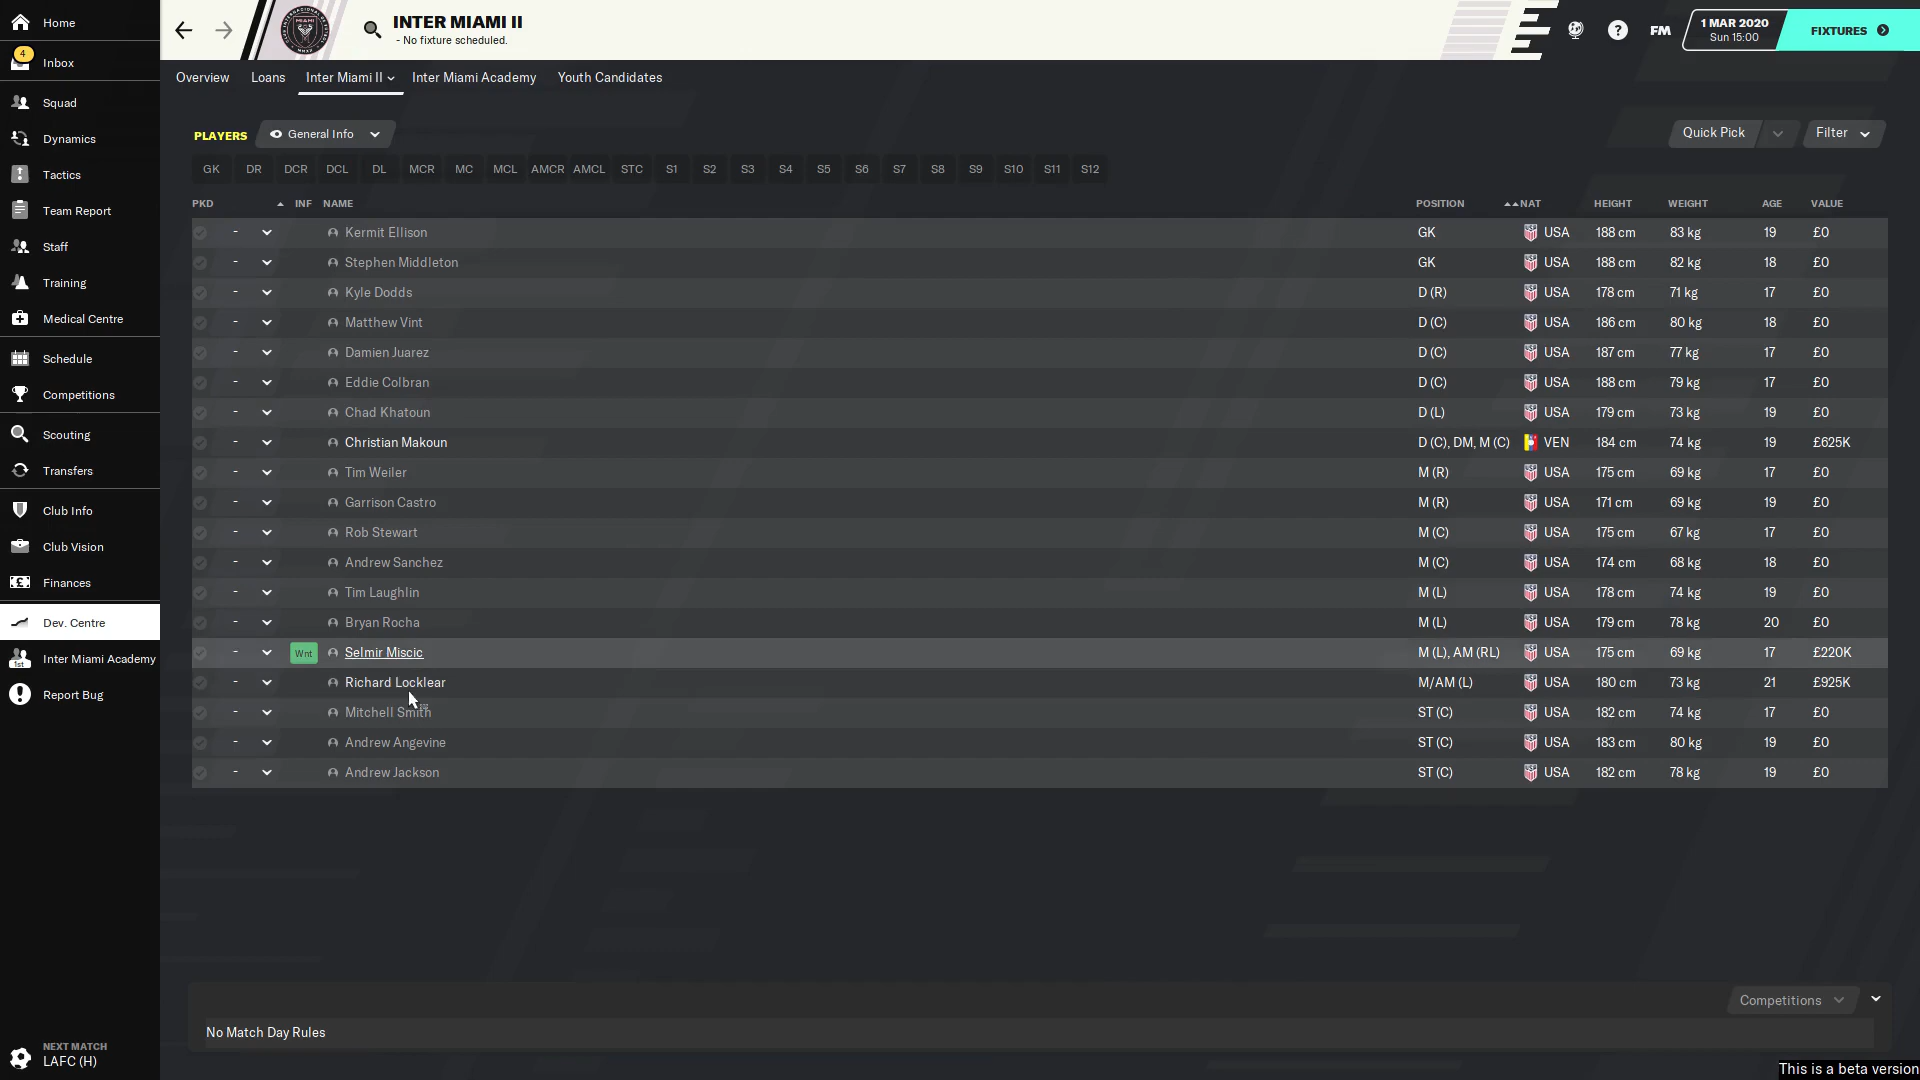 Home
4
Inbox
Squad
Dynamics
Tactics
Team Report
Staff
Training
Medical Centre
Schedule
Competitions
Scouting
Transfers
Club Info
Club Vision
Finances
Dev. Centre
1st
Inter Miami Academy
Report Bug
NEXT MATCH
LAFC (H)
MIAMI
INTER MIAMI II
- No fixture scheduled.
? FM
1 MAR 2020
Sun 15:00
FIXTURES
Overview Loans Inter Miami II Inter Miami Academy Youth Candidates
PLAYERS General Info Quick Pick Filter
GK DR DCR DCL DL MCR MC MCL AMCR AMCL STC S1 S2 S3 S4 S5 S6 S7 S8 S9 S10 S11 S12
PKD INF NAME POSITION NAT HEIGHT WEIGHT AGE VALUE
- Kermit Ellison GK USA 188 cm 83 kg 19 £0
- Stephen Middleton GK USA 188 cm 82 kg 18 £0
- Kyle Dodds D (R) USA 178 cm 71 kg 17 £0
- Matthew Vint D (C) USA 186 cm 80 kg 18 £0
- Damien Juarez D (C) USA 187 cm 77 kg 17 £0
- Eddie Colbran D (C) USA 188 cm 79 kg 17 £0
- Chad Khatoun D (L) USA 179 cm 73 kg 19 £0
- Christian Makoun D (C), DM, M (C) VEN 184 cm 74 kg 19 £625K
- Tim Weiler M (R) USA 175 cm 69 kg 17 £0
- Garrison Castro M (R) USA 171 cm 69 kg 19 £0
- Rob Stewart M (C) USA 175 cm 67 kg 17 £0
- Andrew Sanchez M (C) USA 174 cm 68 kg 18 £0
- Tim Laughlin M (L) USA 178 cm 74 kg 19 £0
- Bryan Rocha M (L) USA 179 cm 78 kg 20 £0
- Wnt Selmir Miscic M (L), AM (RL) USA 175 cm 69 kg 17 £220K
- Richard Locklear M/AM (L) USA 180 cm 73 kg 21 £925K
- Mitchell Smith ST (C) USA 182 cm 74 kg 17 £0
- Andrew Angevine ST (C) USA 183 cm 80 kg 19 £0
- Andrew Jackson ST (C) USA 182 cm 78 kg 19 £0
Competitions
No Match Day Rules
This is a beta version